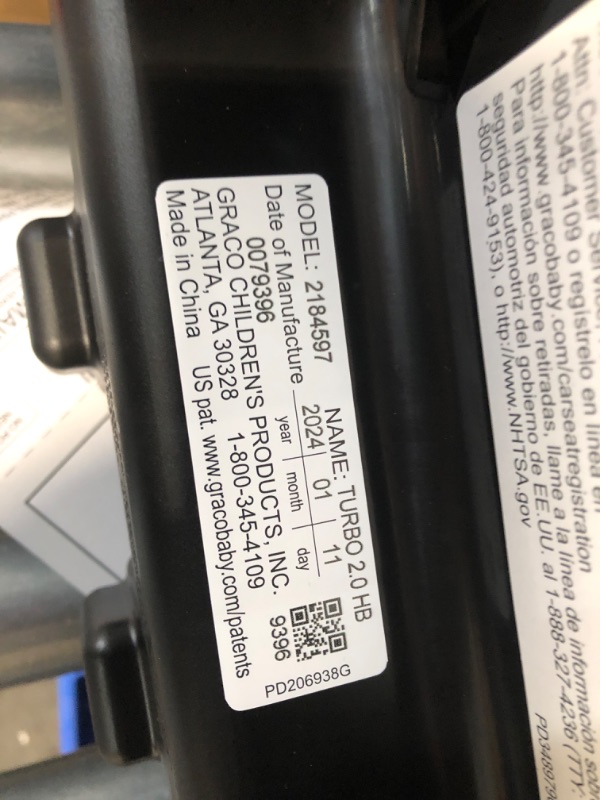 MODEL: 2184597 NAME: TURBO 2.0 HB
Date of Manufacture 2024 01 11
year month day
0079396
GRACO CHILDREN'S PRODUCTS, INC.
ATLANTA, GA 30328 1-800-345-4109
Made in China US pat. www.gracobaby.com/patents
9396
PD206938G
Attn: Customer Service,
1-800-345-4109 o regístrelo en línea en
http://www.gracobaby.com/carseatregistration
Para información sobre retiradas, llame a la línea de información sobre
seguridad automotriz del gobierno de EE.UU. al 1-888-327-4236 (TTY:
1-800-424-9153), o http://www.NHTSA.gov